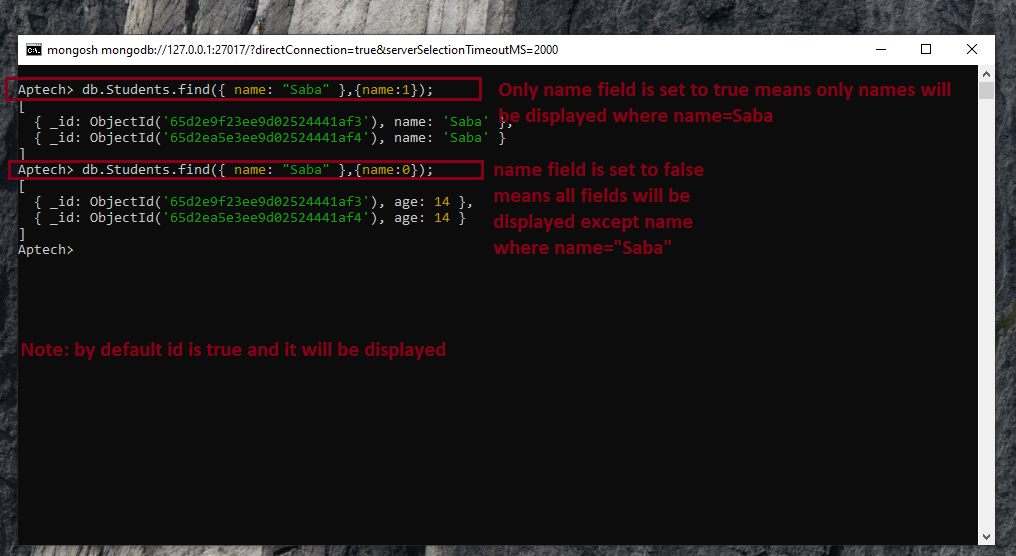 mongosh mongodb://127.0.0.1:27017/?directConnection=true&serverSelectionTimeoutMS=2000
Aptech> db.Students.find({ name: "Saba" },{name:1});
Only name field is set to true means only names will
be displayed where name=Saba
[
{ _id: ObjectId('65d2e9f23ee9d02524441af3'), name: 'Saba' },
{ _id: ObjectId('65d2ea5e3ee9d02524441af4'), name: 'Saba' }
]
Aptech> db.Students.find({ name: "Saba" },{name:0});
name field is set to false
means all fields will be
displayed except name
where name="Saba"
[
{ _id: ObjectId('65d2e9f23ee9d02524441af3'), age: 14 },
{ _id: ObjectId('65d2ea5e3ee9d02524441af4'), age: 14 }
]
Aptech>
Note: by default id is true and it will be displayed